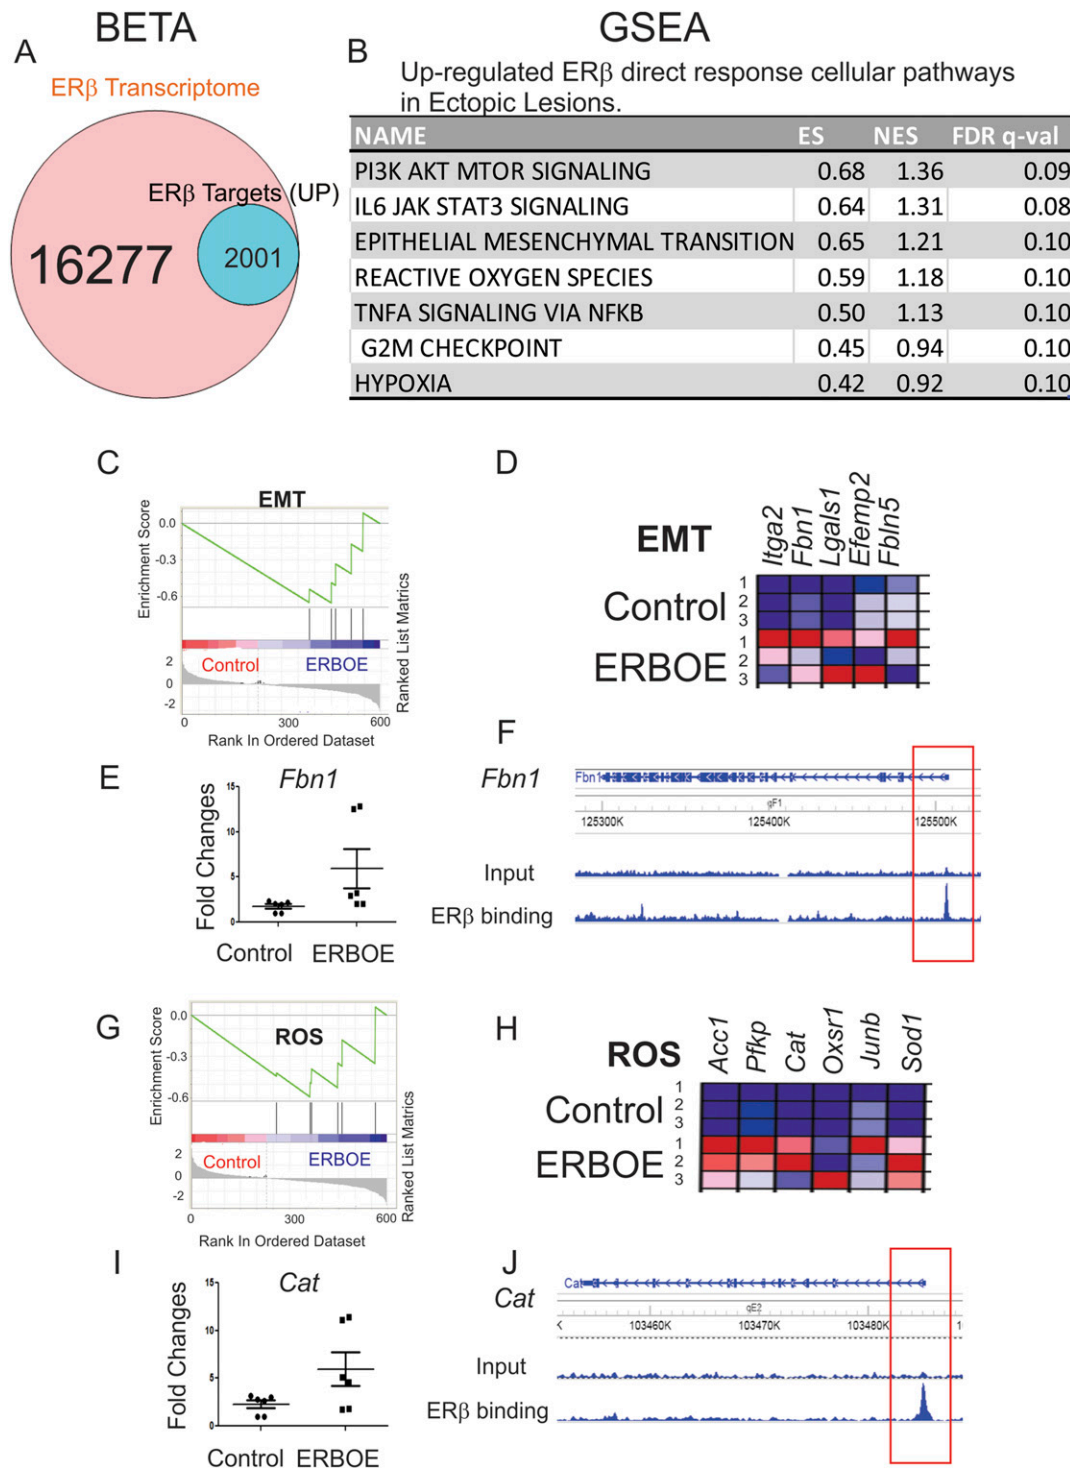 BETA
GSEA
A
B
ERβ Transcriptome
Up-regulated ERβ direct response cellular pathways
in Ectopic Lesions.
ERβ Targets (UP)
16277
2001
NAME ES NES FDR q-val
PI3K AKT MTOR SIGNALING 0.68 1.36 0.09
IL6 JAK STAT3 SIGNALING 0.64 1.31 0.08
EPITHELIAL MESENCHYMAL TRANSITION 0.65 1.21 0.10
REACTIVE OXYGEN SPECIES 0.59 1.18 0.10
TNFA SIGNALING VIA NFKB 0.50 1.13 0.10
G2M CHECKPOINT 0.45 0.94 0.10
HYPOXIA 0.42 0.92 0.10
C
EMT
Enrichment Score
0.0
-0.3
-0.6
Ranked List Matrics
Control
ERBOE
2
0
-2
0 300 600
Rank In Ordered Dataset
D
EMT
Itga2
Fbn1
Lgals1
Efemp2
Fbln5
Control
1
2
3
ERBOE
1
2
3
E
Fbn1
Fold Changes
15
10
5
0
Control ERBOE
F
Fbn1
Fbn1
qF1
125300K 125400K 125500K
Input
ERβ binding
G
ROS
Enrichment Score
0.0
-0.3
-0.6
Ranked List Matrics
Control
ERBOE
2
0
-2
0 300 600
Rank In Ordered Dataset
H
ROS
Acc1
Pfkp
Cat
Oxsr1
Junb
Sod1
Control
1
2
3
ERBOE
1
2
3
I
Cat
Fold Changes
15
10
5
0
Control ERBOE
J
Cat
Cat
qE2
K 103460K 103470K 103480K
Input
ERβ binding